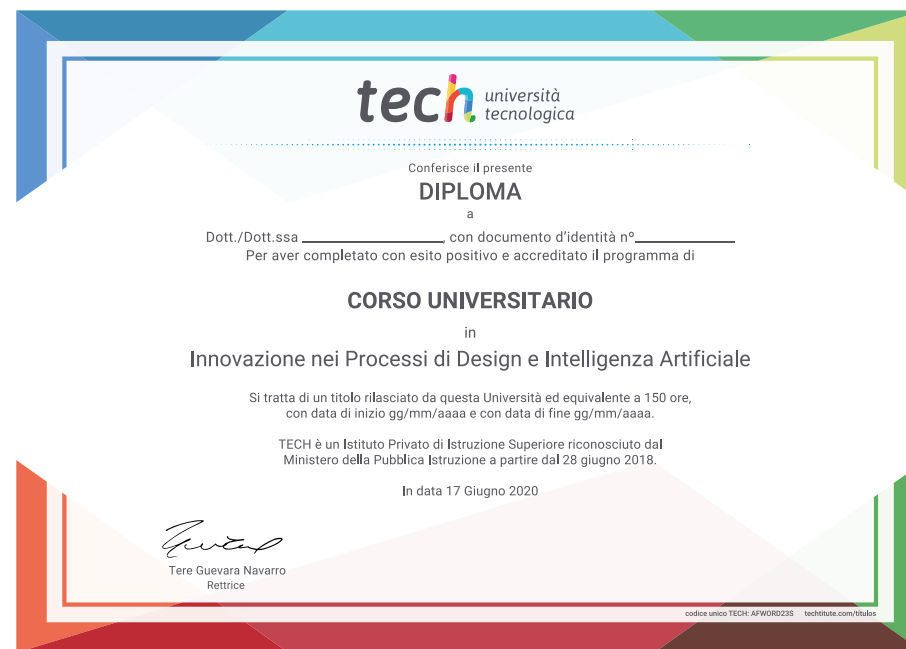 tech università
tecnologica
Conferisce il presente
DIPLOMA
a
Dott./Dott.ssa ____________________, con documento d'identità nº______________
Per aver completato con esito positivo e accreditato il programma di
CORSO UNIVERSITARIO
in
Innovazione nei Processi di Design e Intelligenza Artificiale
Si tratta di un titolo rilasciato da questa Università ed equivalente a 150 ore,
con data di inizio gg/mm/aaaa e con data di fine gg/mm/aaaa.
TECH è un Istituto Privato di Istruzione Superiore riconosciuto dal
Ministero della Pubblica Istruzione a partire dal 28 giugno 2018.
In data 17 Giugno 2020
Tere Guevara Navarro
Rettrice
codice unico TECH: AFWORD23S techtitute.com/titulos